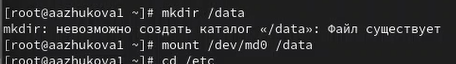 [root@aazhukova1 ~]# mkdir /data
mkdir: невозможно создать каталог «/data»: Файл существует
[root@aazhukova1 ~]# mount /dev/md0 /data
[root@aazhukova1 ~]# cd /etc